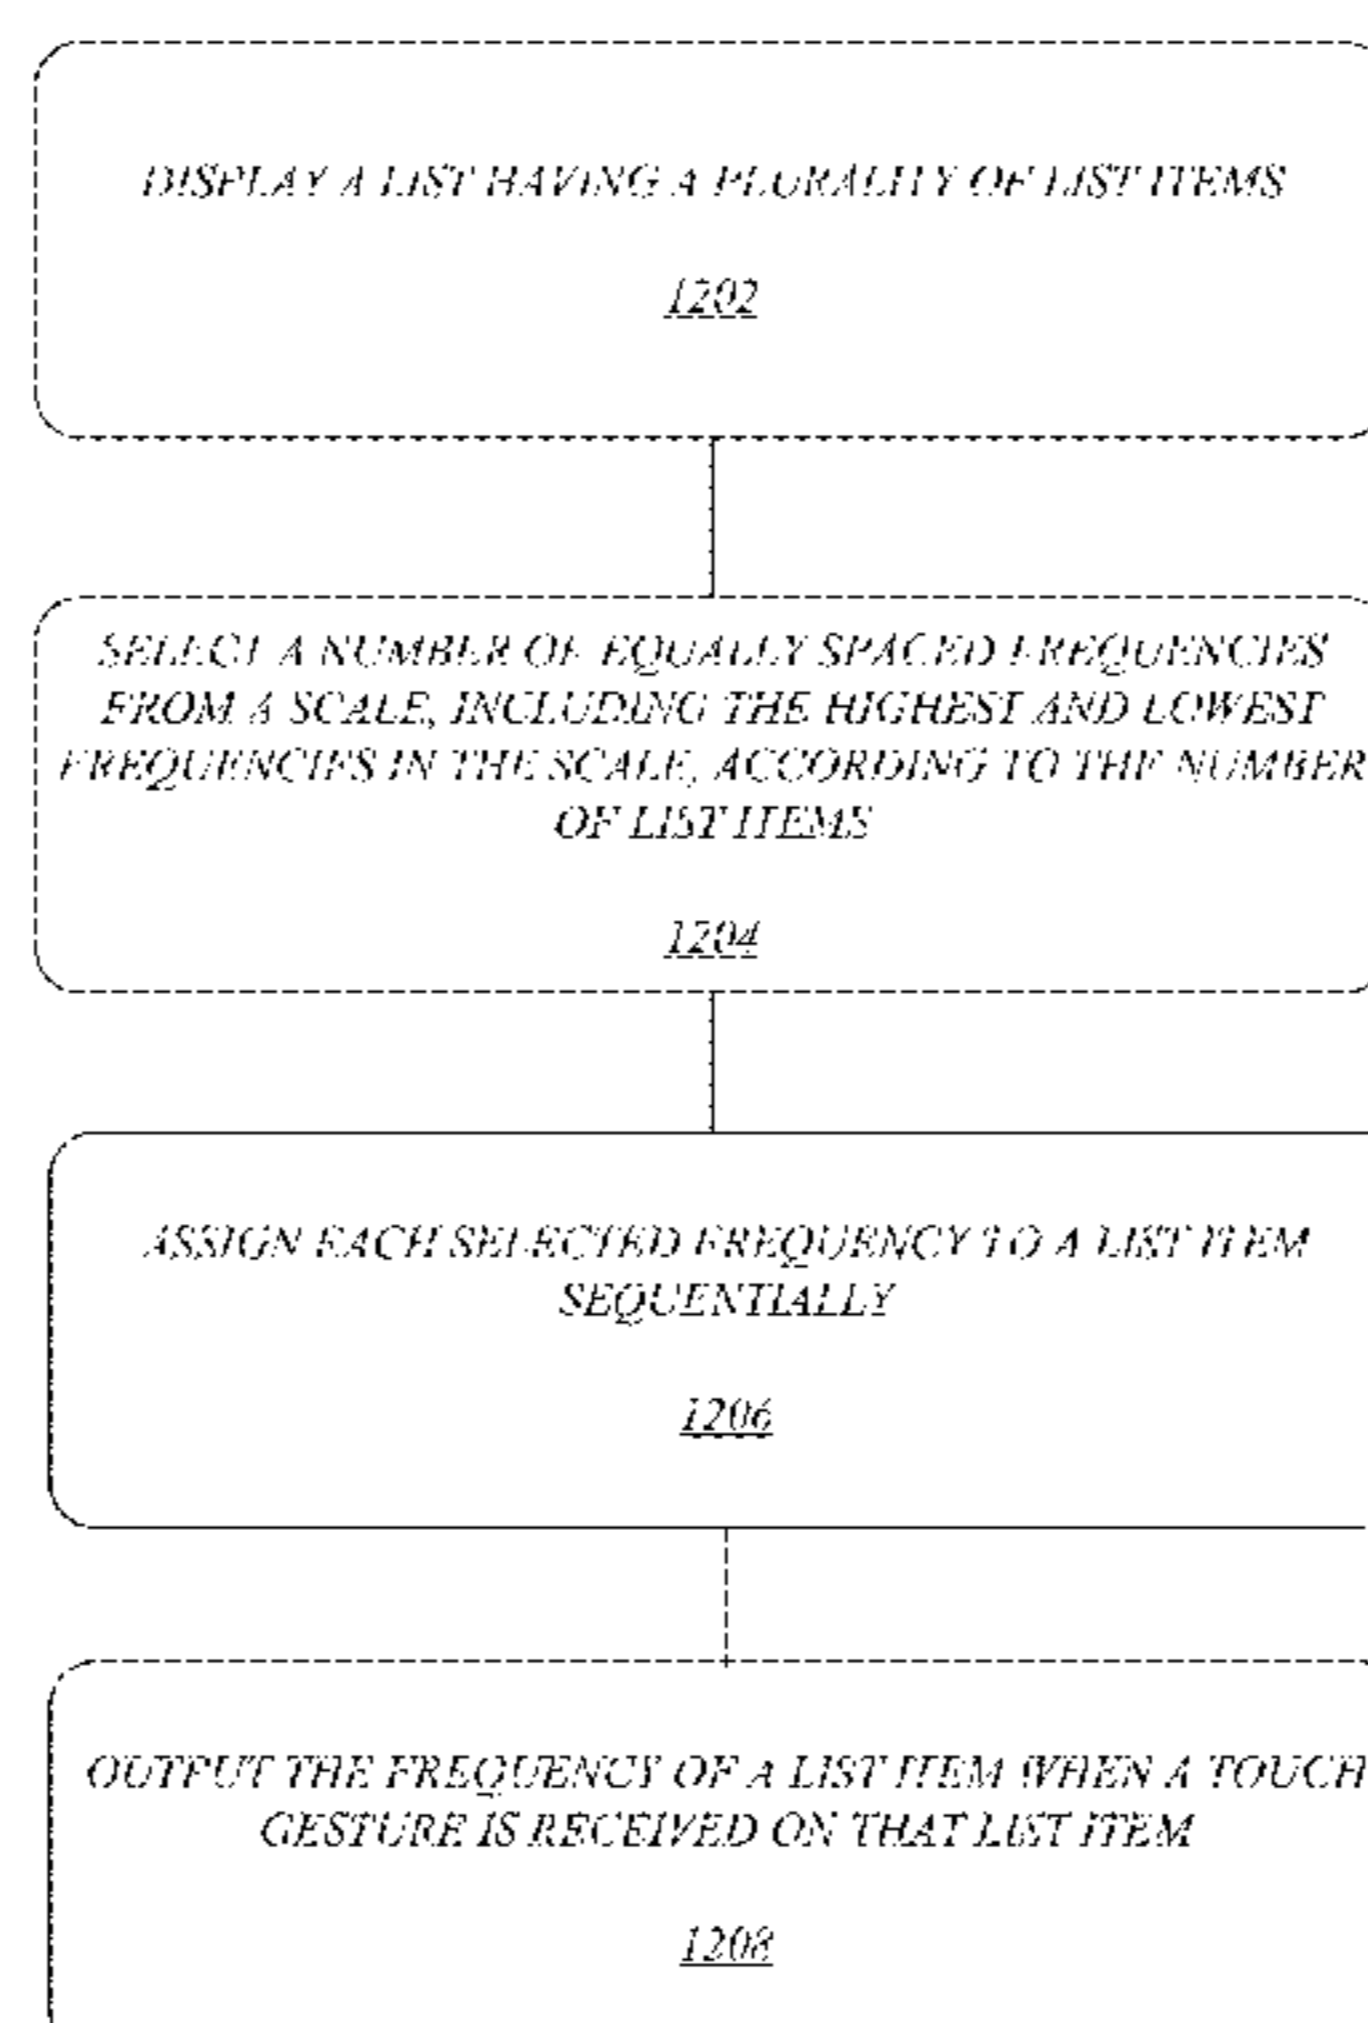 DISPLAY A LIST HAVING A PLURALITY OF LIST ITEMS
1202
SELECT A NUMBER OF EQUALLY SPACED FREQUENCIES
FROM A SCALE, INCLUDING THE HIGHEST AND LOWEST
FREQUENCIES IN THE SCALE, ACCORDING TO THE NUMBER
OF LIST ITEMS
1204
ASSIGN EACH SELECTED FREQUENCY TO A LIST ITEM
SEQUENTIALLY
1206
OUTPUT THE FREQUENCY OF A LIST ITEM WHEN A TOUCH
GESTURE IS RECEIVED ON THAT LIST ITEM
1208